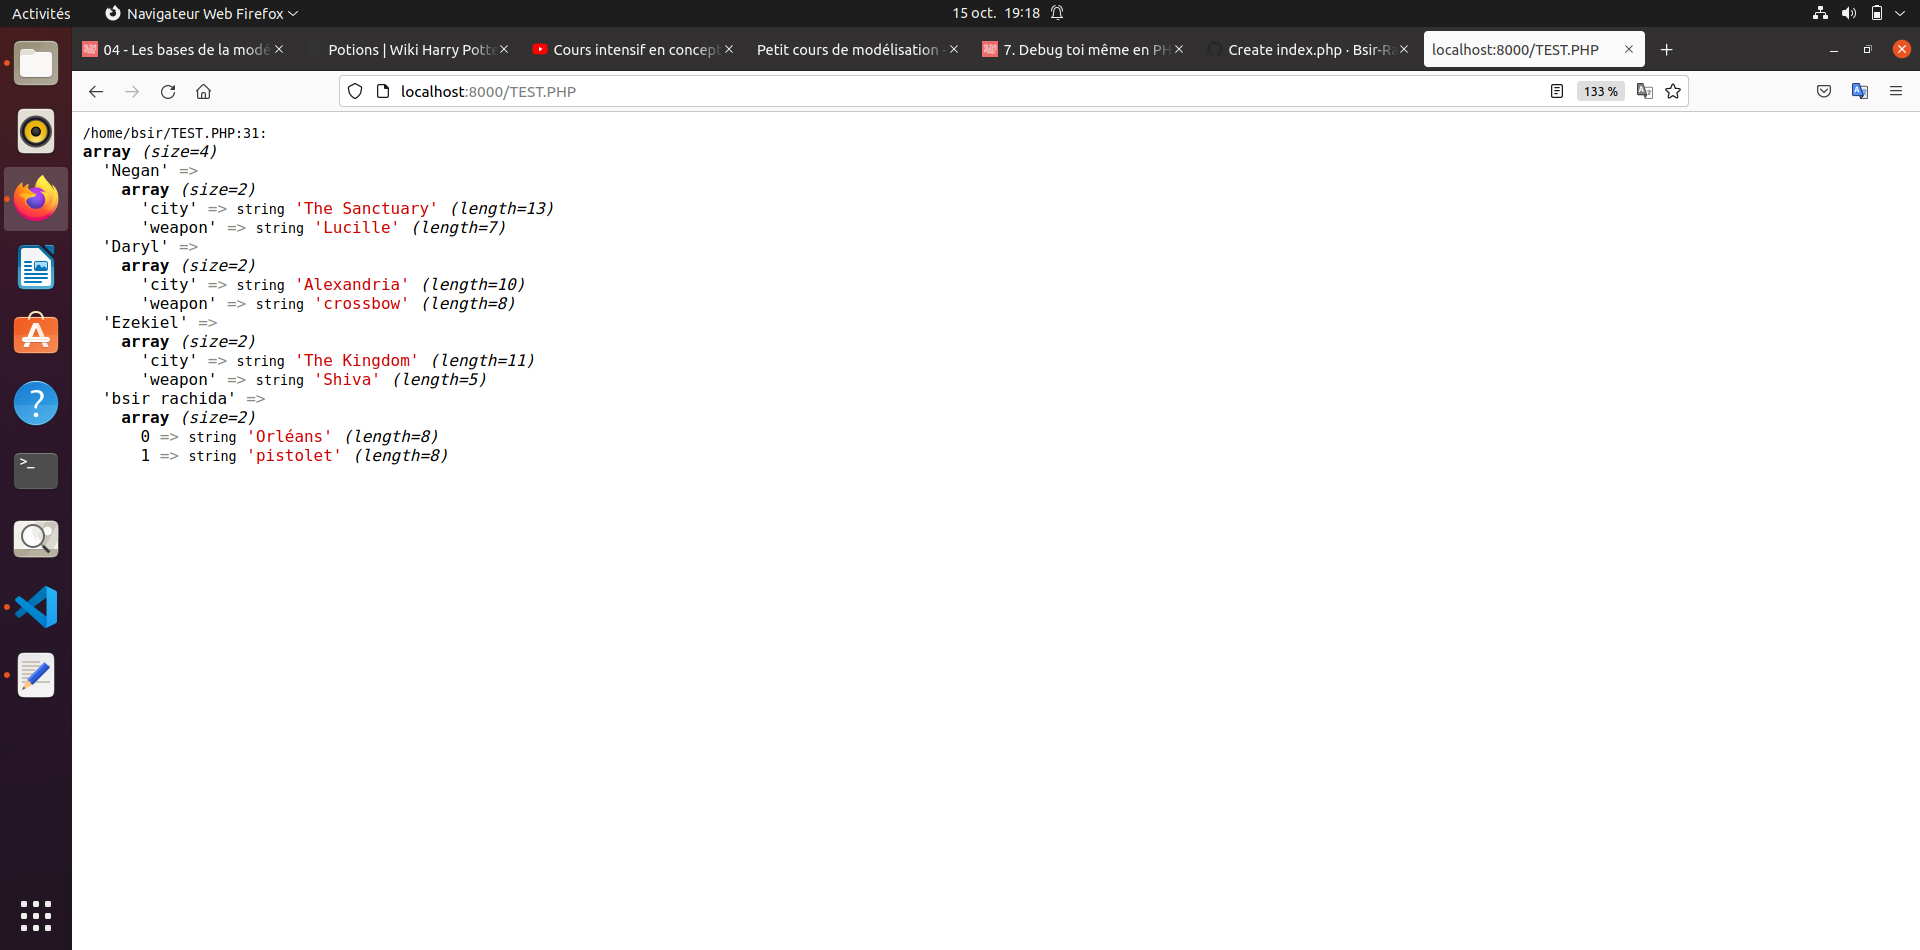 Activités
Navigateur Web Firefox
15 oct. 19:18
04 - Les bases de la modé
Potions | Wiki Harry Potte
Cours intensif en concept
Petit cours de modélisation -
7. Debug toi même en PH
Create index.php · Bsir-Ra
localhost:8000/TEST.PHP
localhost:8000/TEST.PHP
133 %
/home/bsir/TEST.PHP:31:
array (size=4)
'Negan' =>
array (size=2)
'city' => string 'The Sanctuary' (length=13)
'weapon' => string 'Lucille' (length=7)
'Daryl' =>
array (size=2)
'city' => string 'Alexandria' (length=10)
'weapon' => string 'crossbow' (length=8)
'Ezekiel' =>
array (size=2)
'city' => string 'The Kingdom' (length=11)
'weapon' => string 'Shiva' (length=5)
'bsir rachida' =>
array (size=2)
0 => string 'Orléans' (length=8)
1 => string 'pistolet' (length=8)